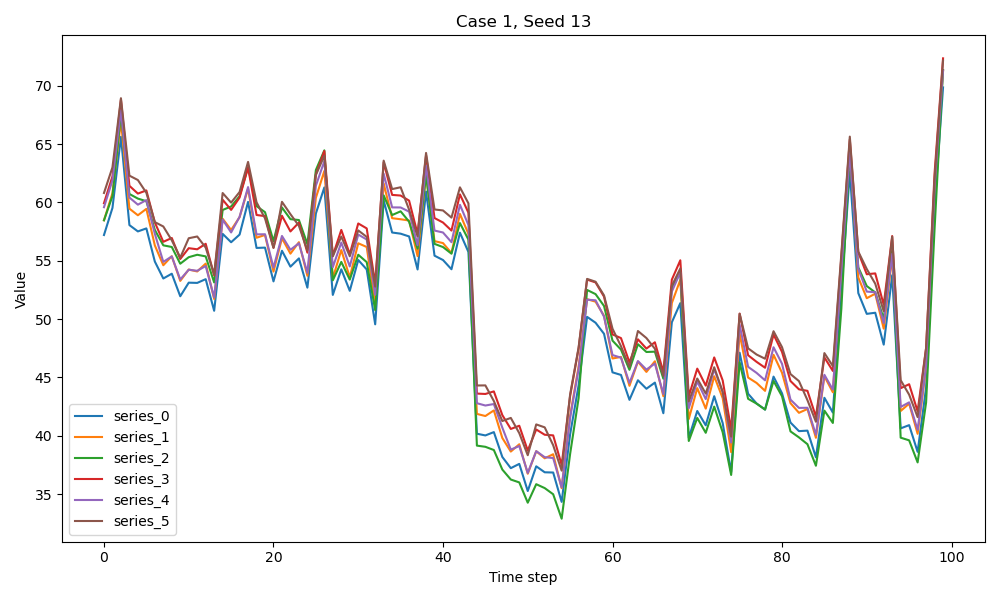 Case 1, Seed 13
Value
70
65
60
55
50
45
40
35
series_0
series_1
series_2
series_3
series_4
series_5
0 20 40 60 80 100
Time step